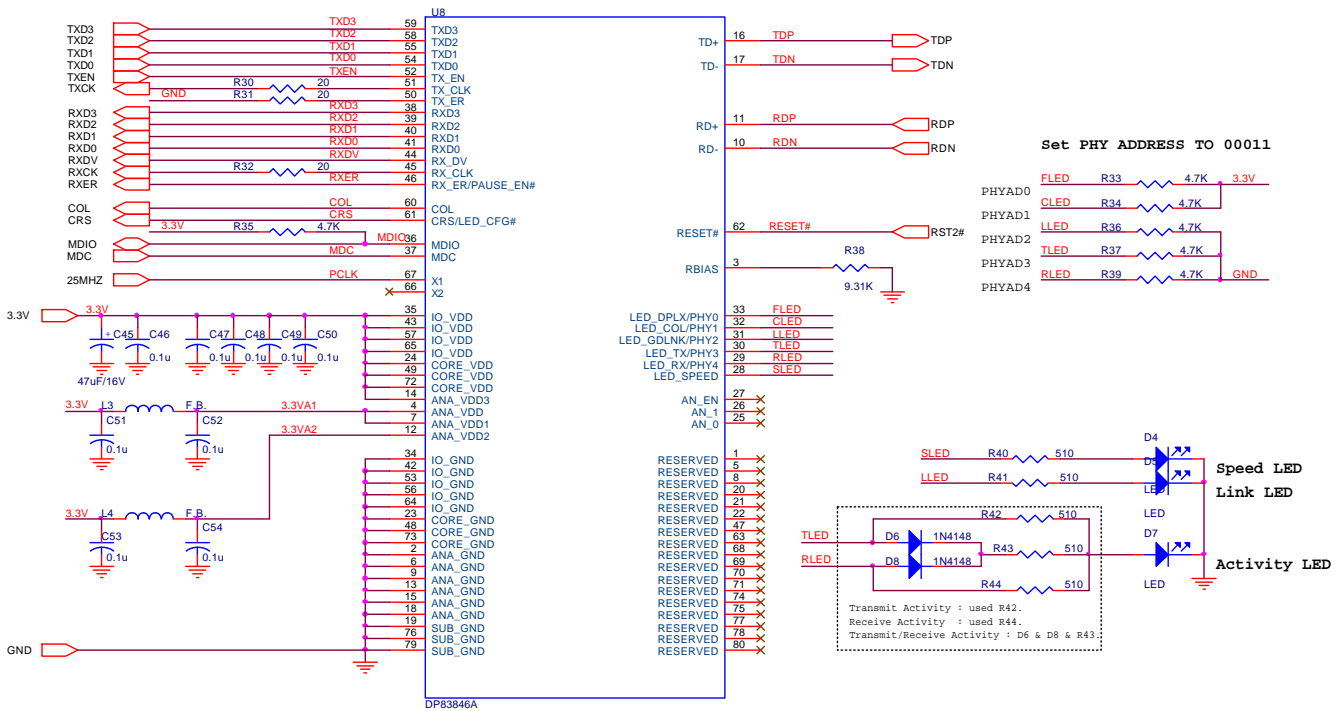 U8
TXD3 TXD3 59 TXD3
TXD2 TXD2 58 TXD2
TXD1 TXD1 55 TXD1
TXD0 TXD0 54 TXD0
TXEN TXEN 52 TX_EN
TXCK R30 20 51 TX_CLK
GND R31 20 50 TX_ER
RXD3 RXD3 38 RXD3
RXD2 RXD2 39 RXD2
RXD1 RXD1 40 RXD1
RXD0 RXD0 41 RXD0
RXDV RXDV 44 RX_DV
RXCK R32 20 45 RX_CLK
RXER RXER 46 RX_ER/PAUSE_EN#
COL COL 60 COL
CRS CRS 61 CRS/LED_CFG#
3.3V R35 4.7K
MDIO MDIO 36 MDIO
MDC MDC 37 MDC
25MHZ PCLK 67 X1
66 X2
3.3V 3.3V 35 IO_VDD
43 IO_VDD
57 IO_VDD
65 IO_VDD
24 CORE_VDD
49 CORE_VDD
72 CORE_VDD
14 ANA_VDD3
+ C45 C46 C47 C48 C49 C50
0.1u 0.1u 0.1u 0.1u 0.1u
47uF/16V
3.3V L3 F.B. 3.3VA1 4 ANA_VDD
7 ANA_VDD1
C51 C52
0.1u 0.1u
3.3VA2 12 ANA_VDD2
34 IO_GND
42 IO_GND
53 IO_GND
56 IO_GND
64 IO_GND
3.3V L4 F.B.
C53 C54
0.1u 0.1u
23 CORE_GND
48 CORE_GND
73 CORE_GND
2 ANA_GND
6 ANA_GND
9 ANA_GND
13 ANA_GND
15 ANA_GND
18 ANA_GND
19 SUB_GND
76 SUB_GND
GND 79 SUB_GND
DP83846A
TD+ 16 TDP TDP
TD- 17 TDN TDN
RD+ 11 RDP RDP
RD- 10 RDN RDN
RESET# 62 RESET# RST2#
RBIAS 3 R38
9.31K
LED_DPLX/PHY0 33 FLED
LED_COL/PHY1 32 CLED
LED_GDLNK/PHY2 31 LLED
LED_TX/PHY3 30 TLED
LED_RX/PHY4 29 RLED
LED_SPEED 28 SLED
AN_EN 27
AN_1 26
AN_0 25
RESERVED 1
RESERVED 5
RESERVED 8
RESERVED 20
RESERVED 21
RESERVED 22
RESERVED 47
RESERVED 63
RESERVED 68
RESERVED 69
RESERVED 70
RESERVED 71
RESERVED 74
RESERVED 75
RESERVED 77
RESERVED 78
RESERVED 80
Set PHY ADDRESS TO 00011
PHYAD0 FLED R33 4.7K 3.3V
PHYAD1 CLED R34 4.7K
PHYAD2 LLED R36 4.7K
PHYAD3 TLED R37 4.7K
PHYAD4 RLED R39 4.7K GND
D4
SLED R40 510
D5
LED
Speed LED
LLED R41 510
LED
Link LED
R42 510
TLED D6 1N4148
R43 510
RLED D8 1N4148
R44 510
D7
LED
Activity LED
Transmit Activity : used R42.
Receive Activity : used R44.
Transmit/Receive Activity : D6 & D8 & R43.